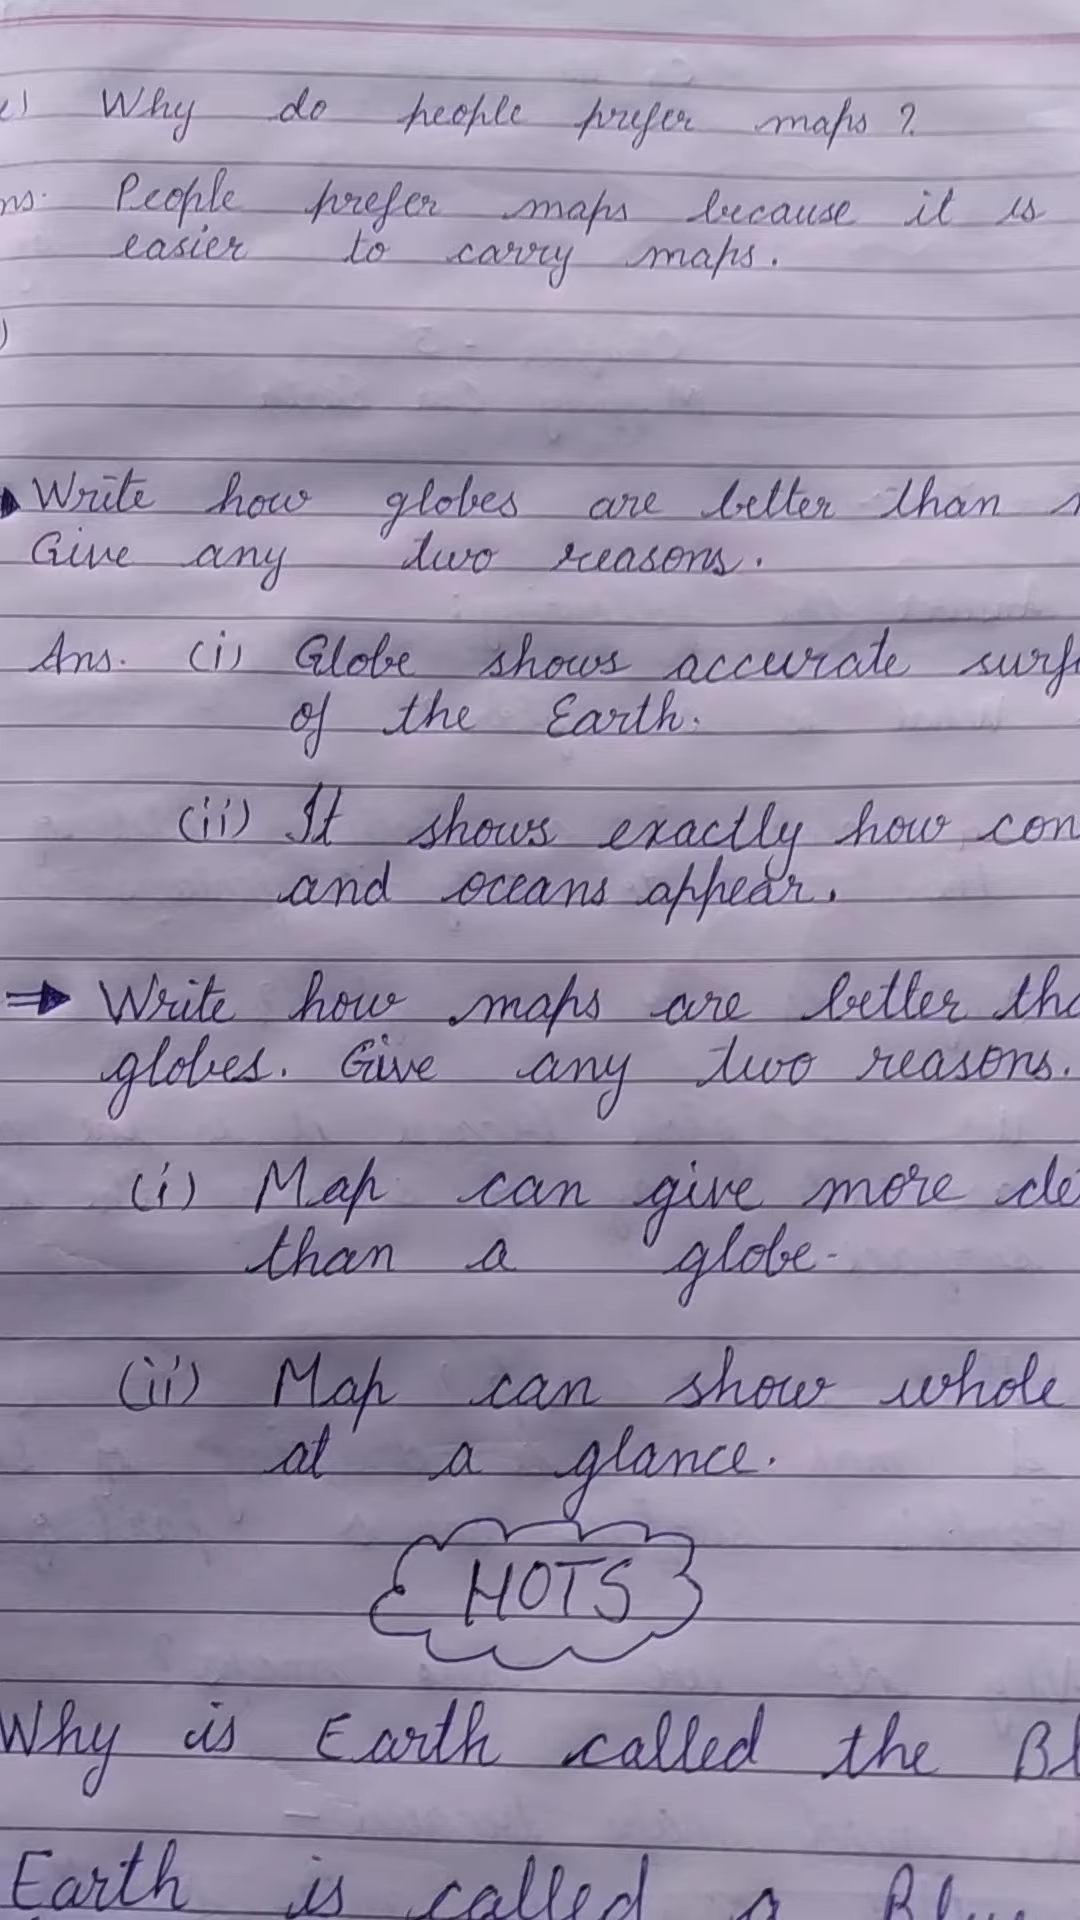 Why do people prefer maps ?
People prefer maps because it is
easier to carry maps.
Write how globes are better than
Give any two reasons.
Ans. (i) Globe shows accurate
of the Earth.
(ii) It shows exactly how
and oceans appear.
⇒ Write how maps are better
globes. Give any two reasons.
(i) Map can give more
than a globe.
(ii) Map can show whole
at a glance.
HOTS
Why is Earth called the
Earth is called a